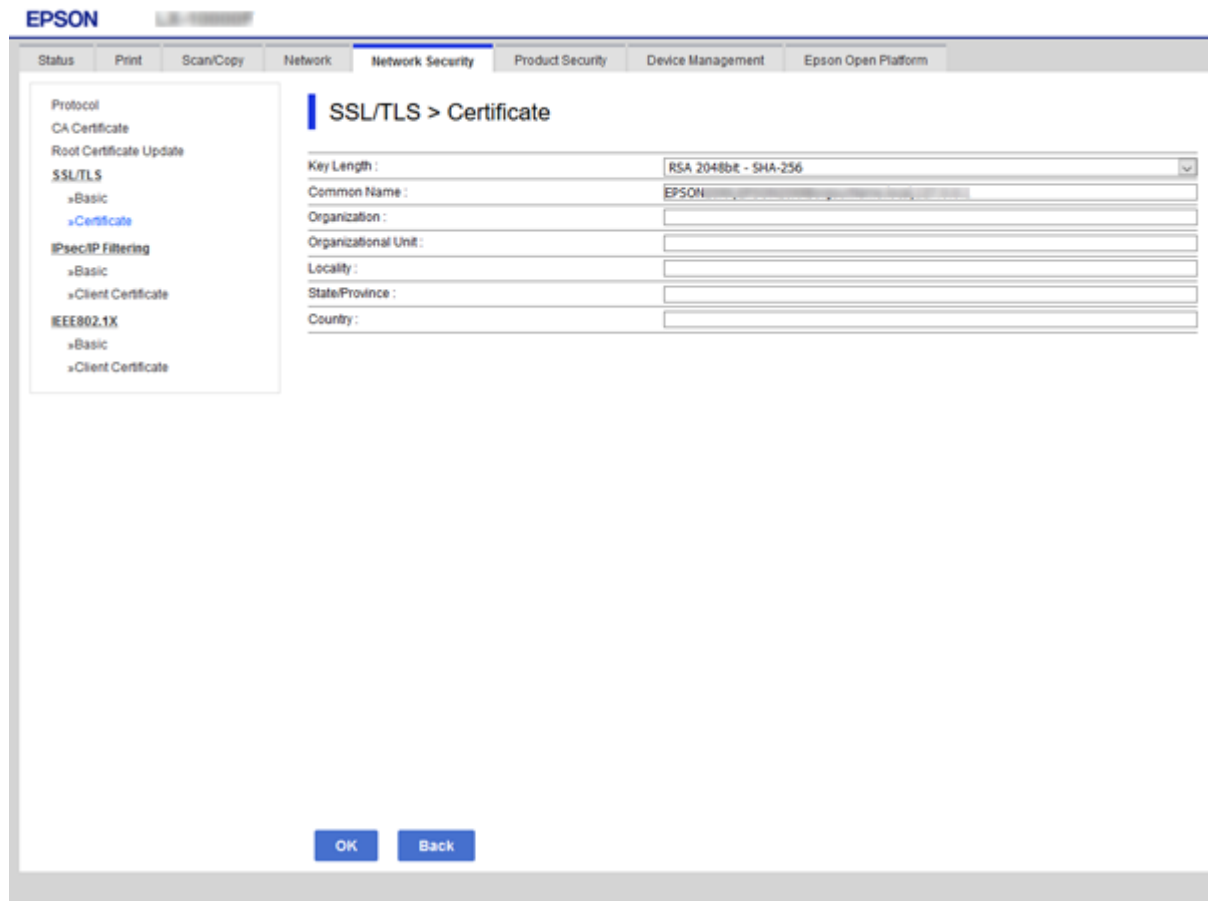 EPSON
Status Print Scan/Copy Network Network Security Product Security Device Management Epson Open Platform
Protocol
CA Certificate
Root Certificate Update
SSL/TLS
»Basic
»Certificate
IPsec/IP Filtering
»Basic
»Client Certificate
IEEE802.1X
»Basic
»Client Certificate
SSL/TLS > Certificate
Key Length : RSA 2048bit - SHA-256
Common Name : EPSON
Organization :
Organizational Unit :
Locality :
State/Province :
Country :
OK Back